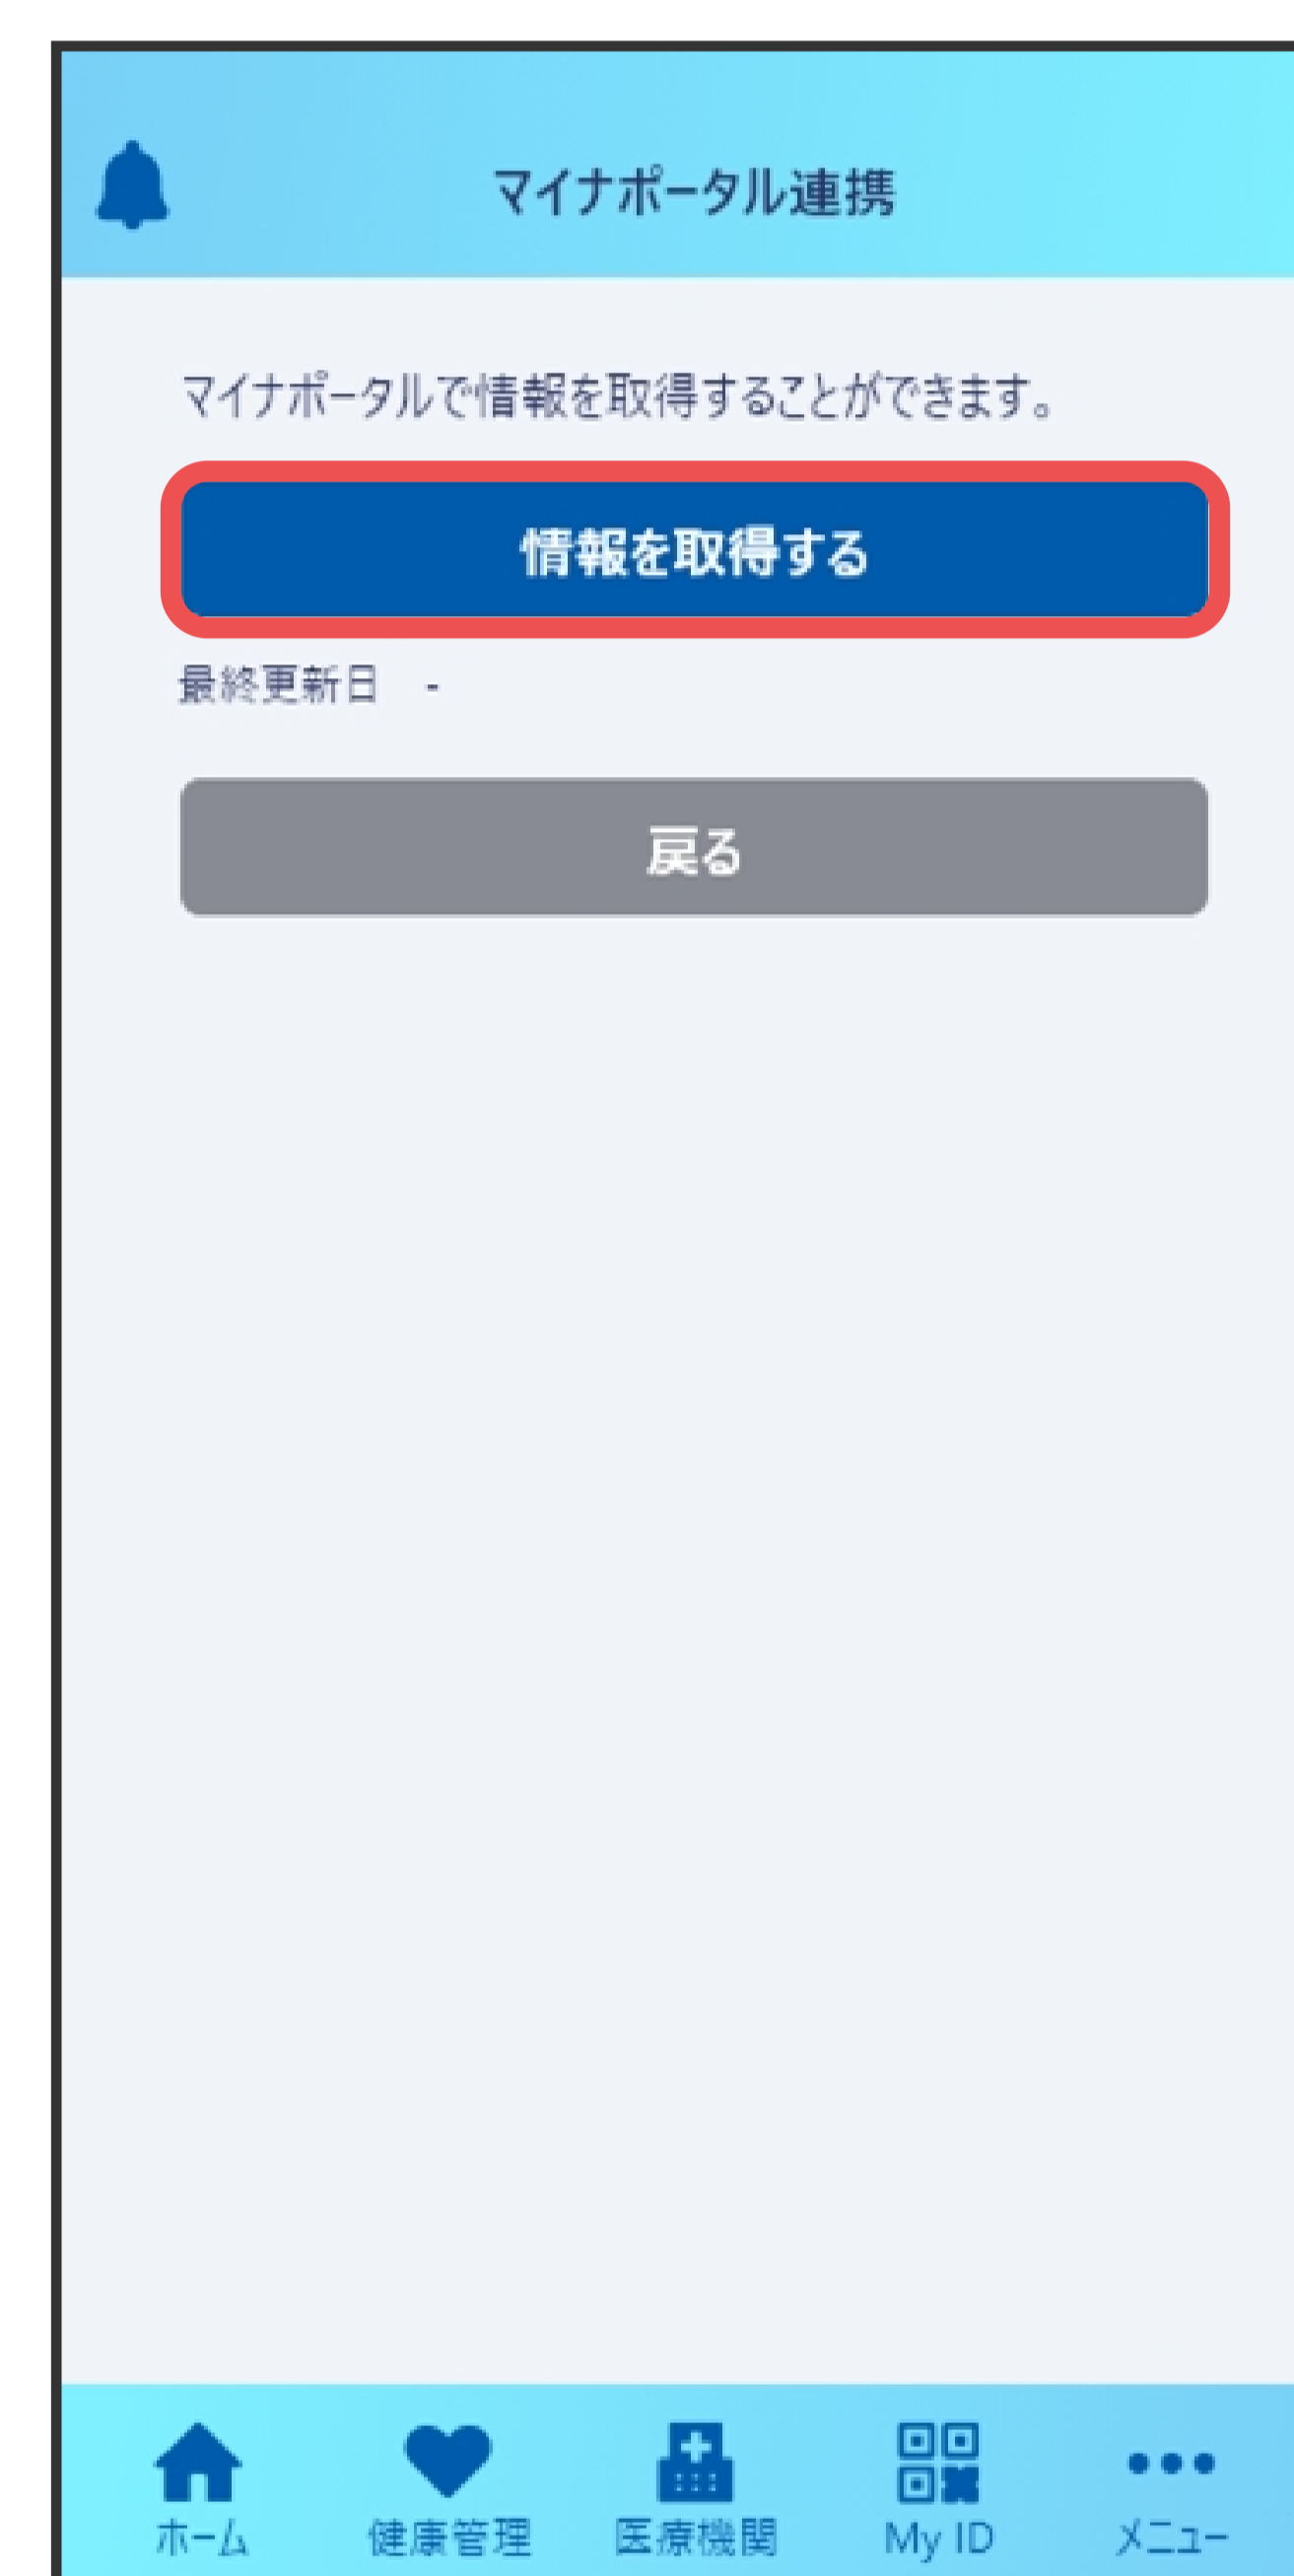 マイナポータル連携
マイナポータルで情報を取得することができます。
情報を取得する
最終更新日　-
戻る
ホーム　健康管理　医療機関　My ID　メニュー